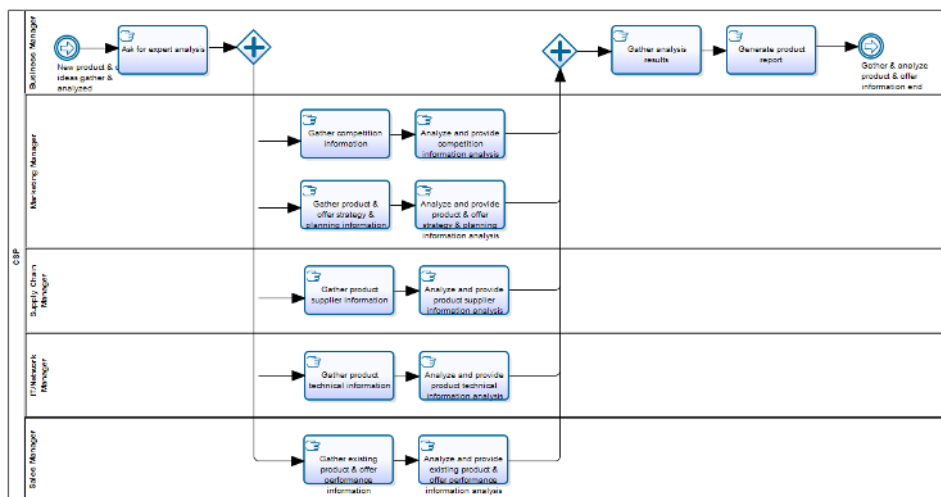 CSP
Business Manager
New product & 
ideas gather &
analyzed
Ask for expert analysis
Gather analysis
results
Generate product
report
Gather & analyze
product & offer
information end
Marketing Manager
Gather competition
information
Analyze and provide
competition
information analysis
Gather product &
offer strategy &
planning information
Analyze and provide
product & offer
strategy & planning
information analysis
Supply Chain
Manager
Gather product
supplier information
Analyze and provide
product supplier
information analysis
IT/Network
Manager
Gather product
technical information
Analyze and provide
product technical
information analysis
Sales Manager
Gather existing
product & offer
performance
information
Analyze and provide
existing product &
offer performance
information analysis